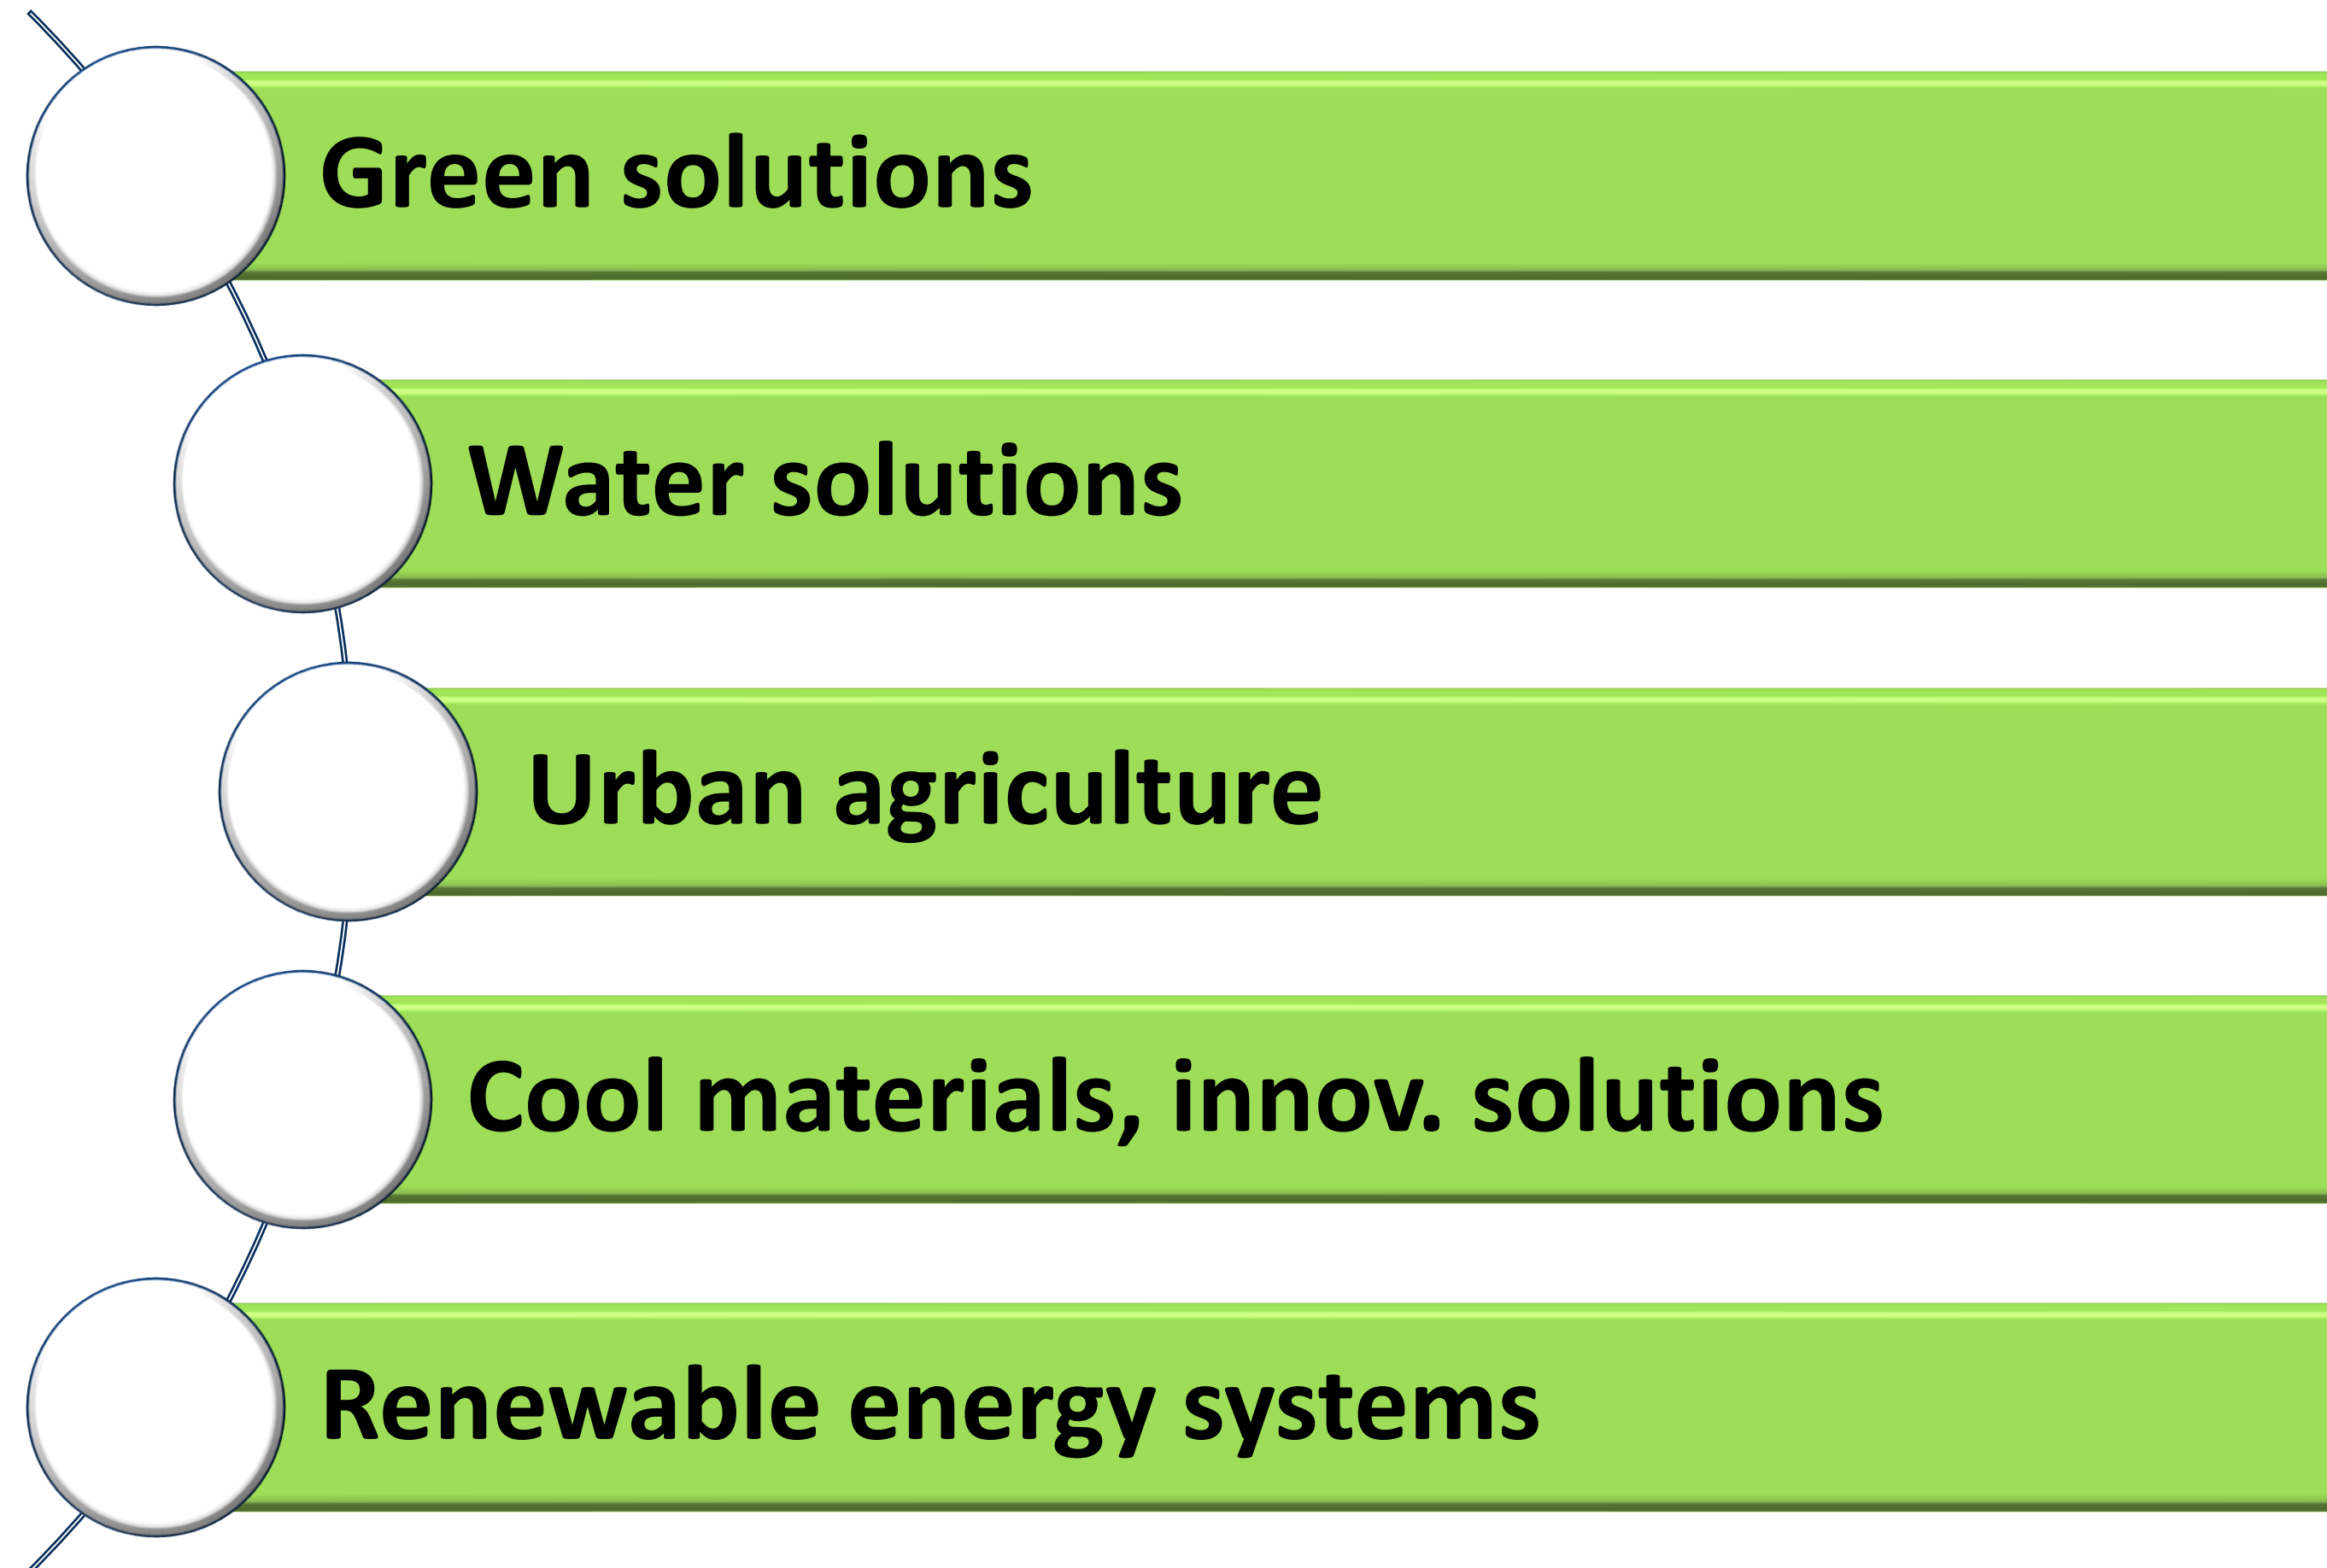 Green solutions
Water solutions
Urban agriculture
Cool materials, innov. solutions
Renewable energy systems